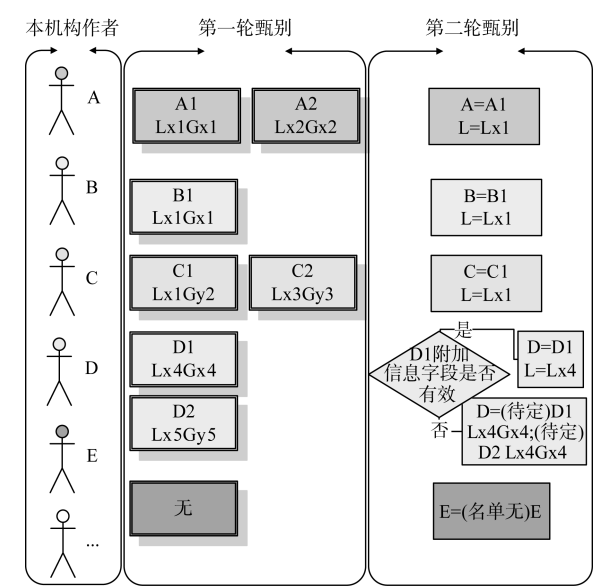 本机构作者
第一轮甄别
第二轮甄别
A
A1
Lx1Gx1
A2
Lx2Gx2
A=A1
L=Lx1
B
B1
Lx1Gx1
B=B1
L=Lx1
C
C1
Lx1Gy2
C2
Lx3Gy3
C=C1
L=Lx1
D
D1
Lx4Gx4
D1附加
信息字段是否
有效
是
D=D1
L=Lx4
D2
Lx5Gy5
否
D=(待定)D1
Lx4Gx4;(待定)
D2 Lx4Gx4
E
无
E=(名单无)E
...